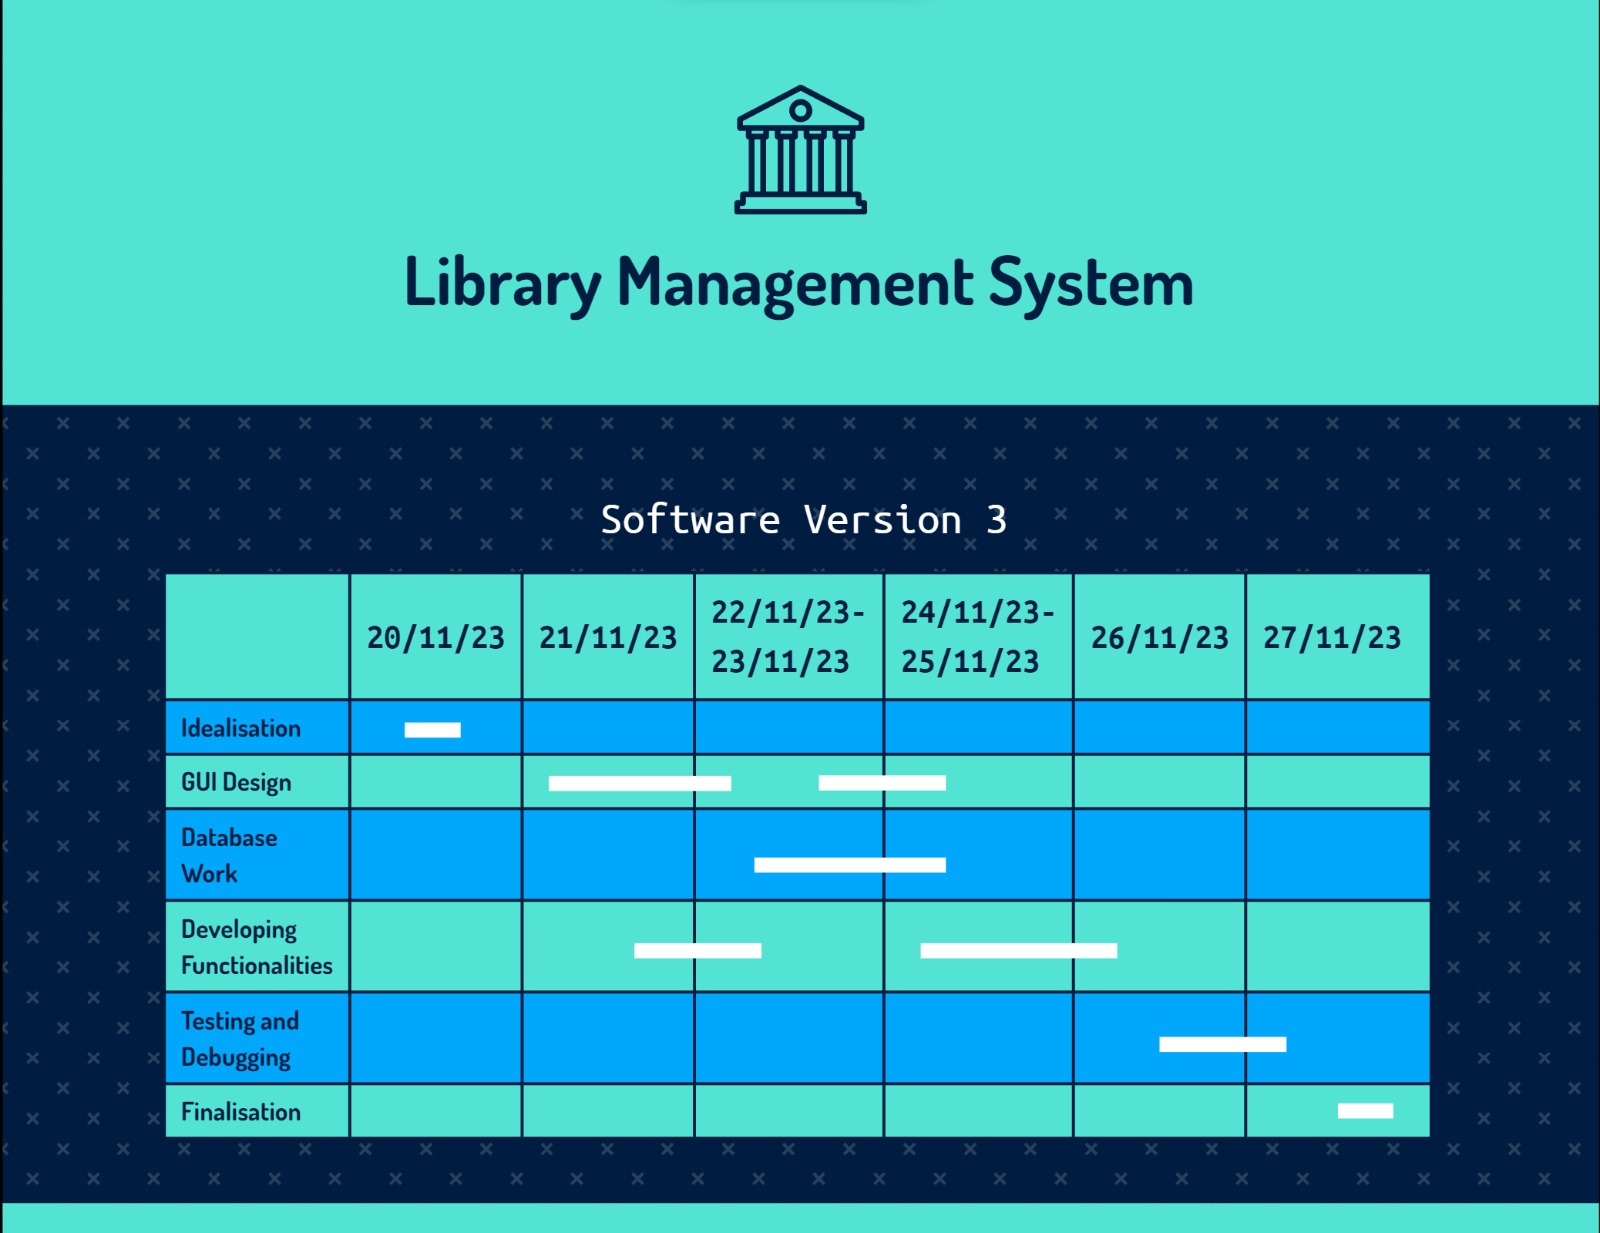 Library Management System
Software Version 3
20/11/23 21/11/23 22/11/23- 24/11/23- 26/11/23 27/11/23
23/11/23 25/11/23
Idealisation
GUI Design
Database
Work
Developing
Functionalities
Testing and
Debugging
Finalisation